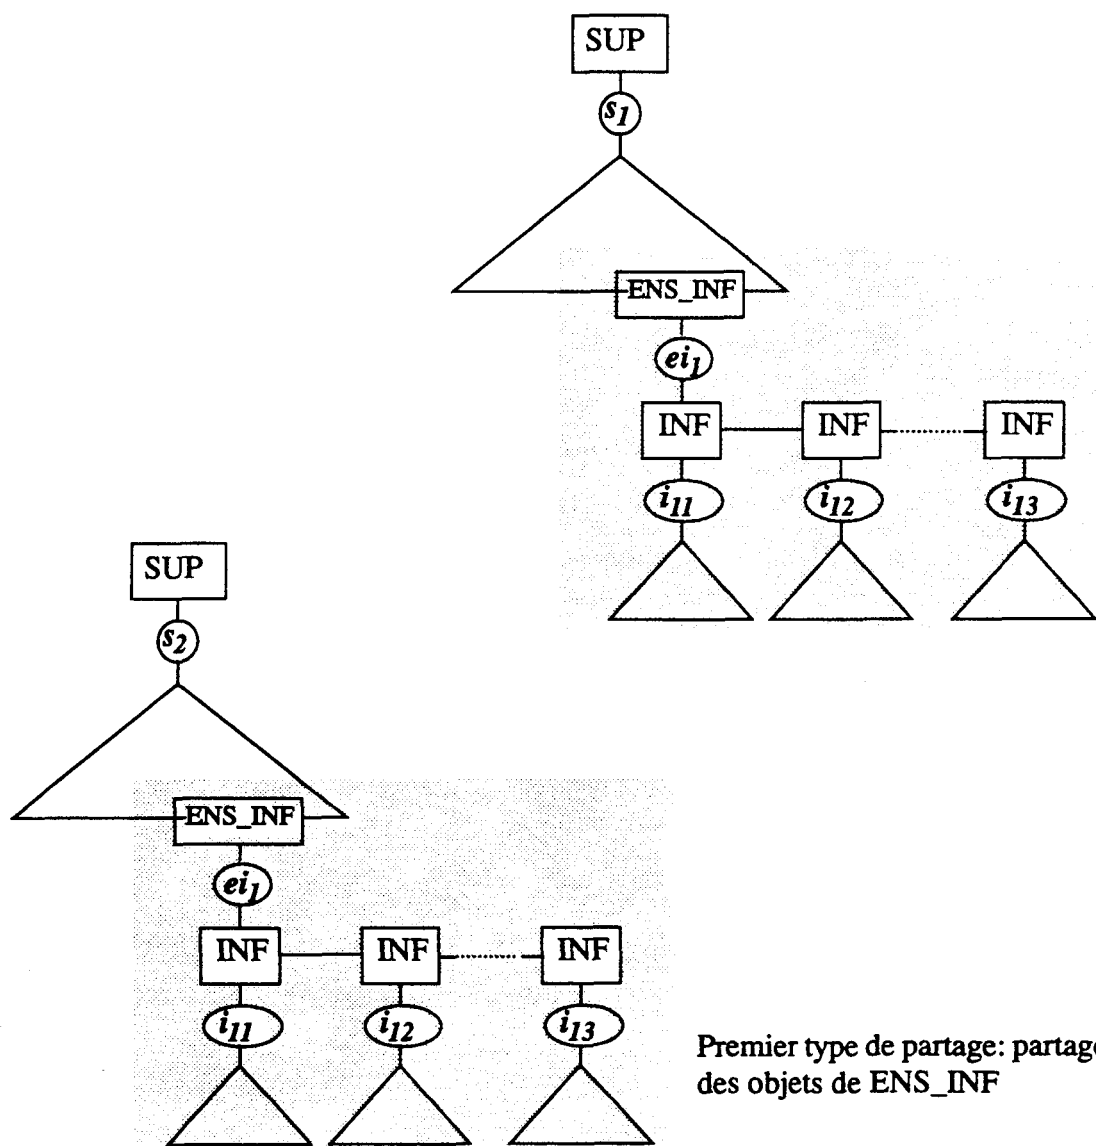 SUP
s1
ENS_INF
ei1
INF INF INF
i11 i12 i13
SUP
s2
ENS_INF
ei1
INF INF INF
i11 i12 i13
Premier type de partage: partage
des objets de ENS_INF